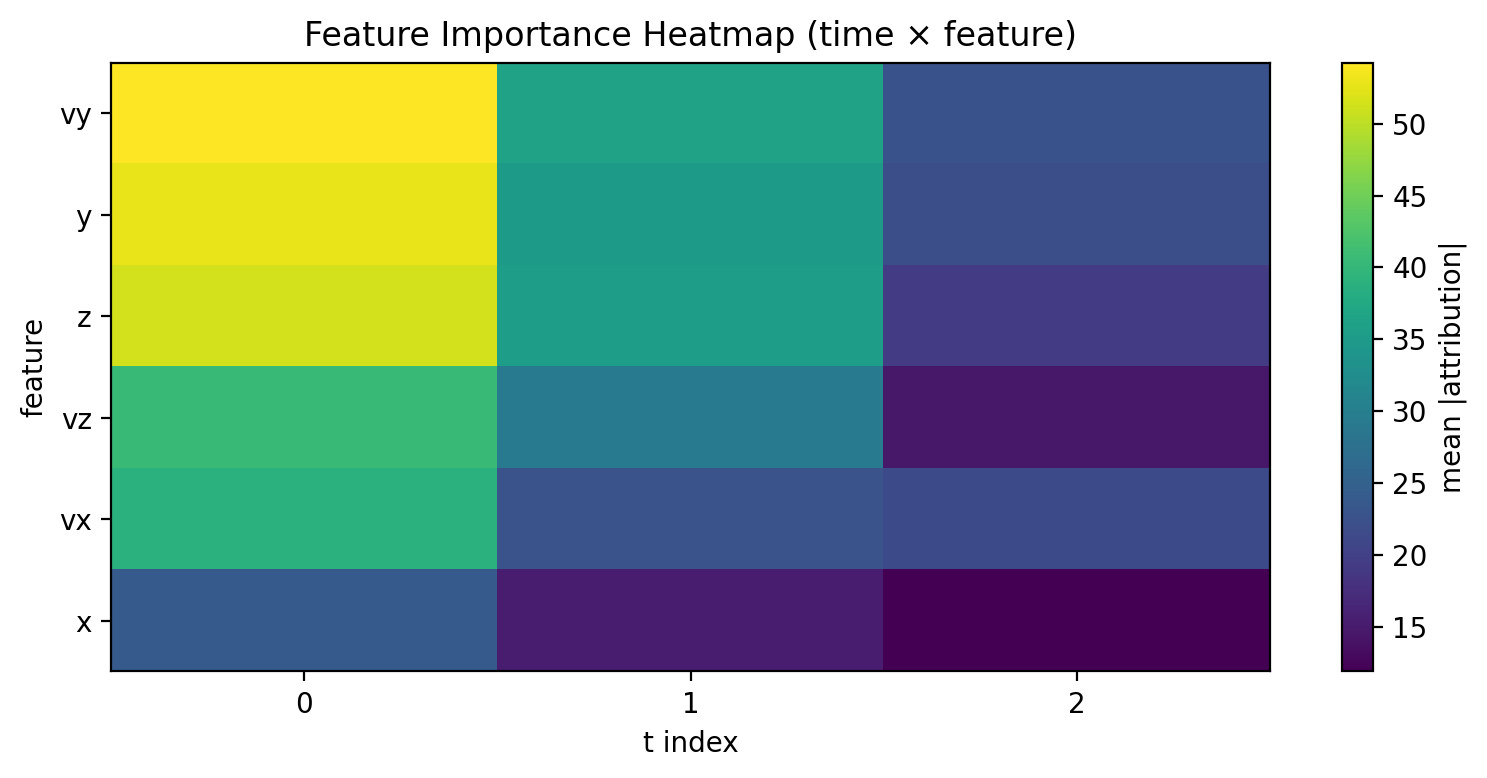 Feature Importance Heatmap (time × feature)
vy
y
z
vz
vx
x
feature
0
1
2
t index
50
45
40
35
30
25
20
15
mean |attribution|